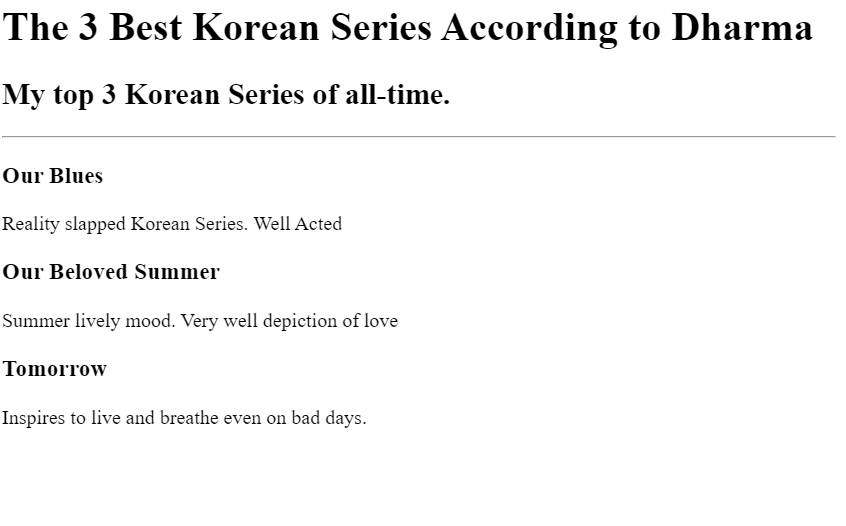 The 3 Best Korean Series According to Dharma
My top 3 Korean Series of all-time.
Our Blues
Reality slapped Korean Series. Well Acted
Our Beloved Summer
Summer lively mood. Very well depiction of love
Tomorrow
Inspires to live and breathe even on bad days.